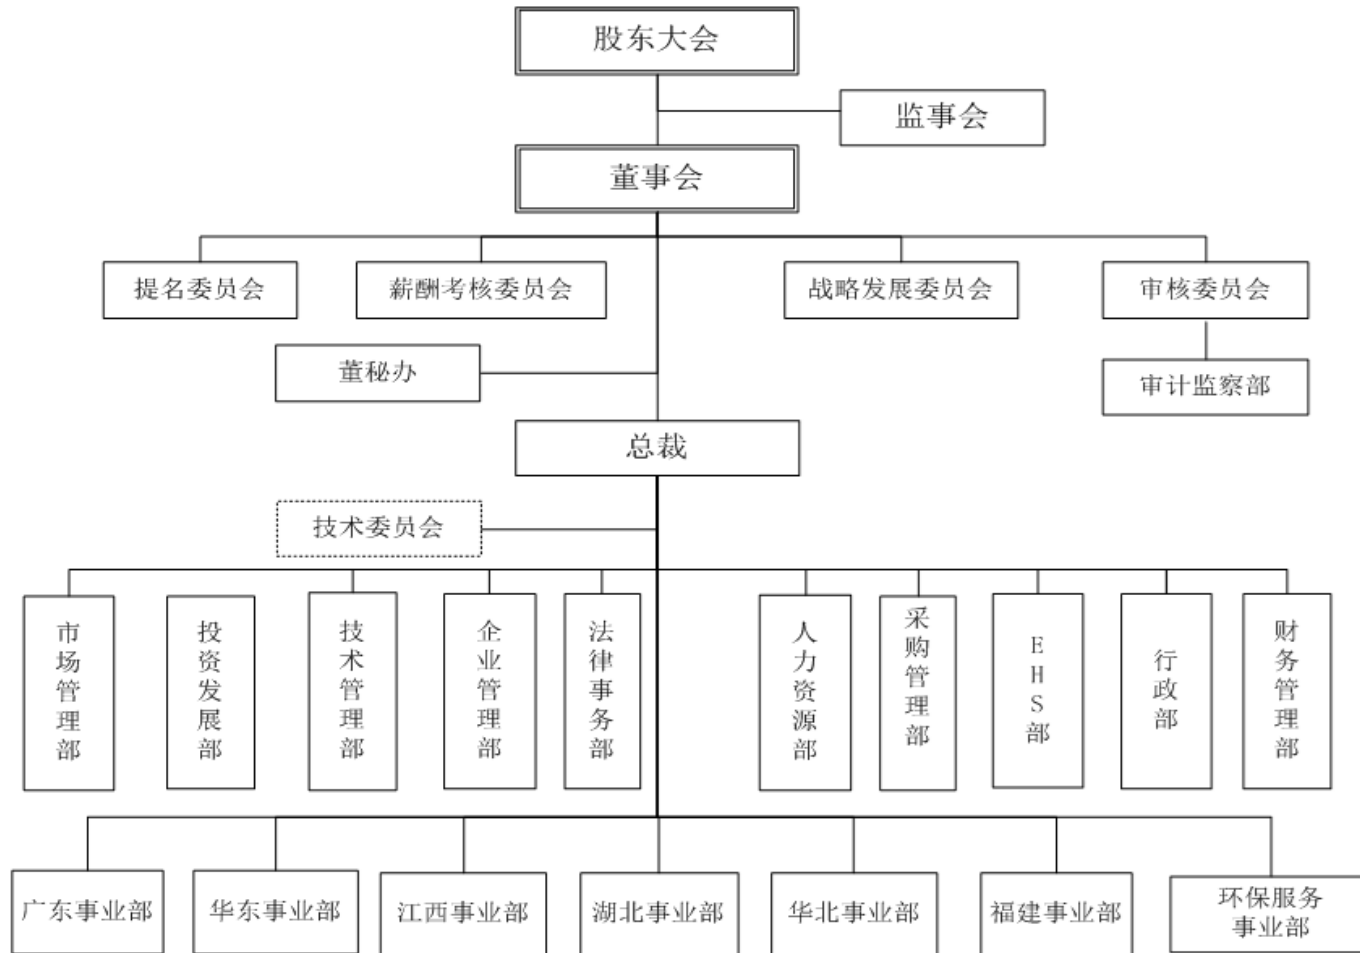 股东大会
监事会
董事会
提名委员会
薪酬考核委员会
战略发展委员会
审核委员会
董秘办
审计监察部
总裁
技术委员会
市场管理部
投资发展部
技术管理部
企业管理部
法律事务部
人力资源部
采购管理部
EHS部
行政部
财务管理部
广东事业部
华东事业部
江西事业部
湖北事业部
华北事业部
福建事业部
环保服务
事业部